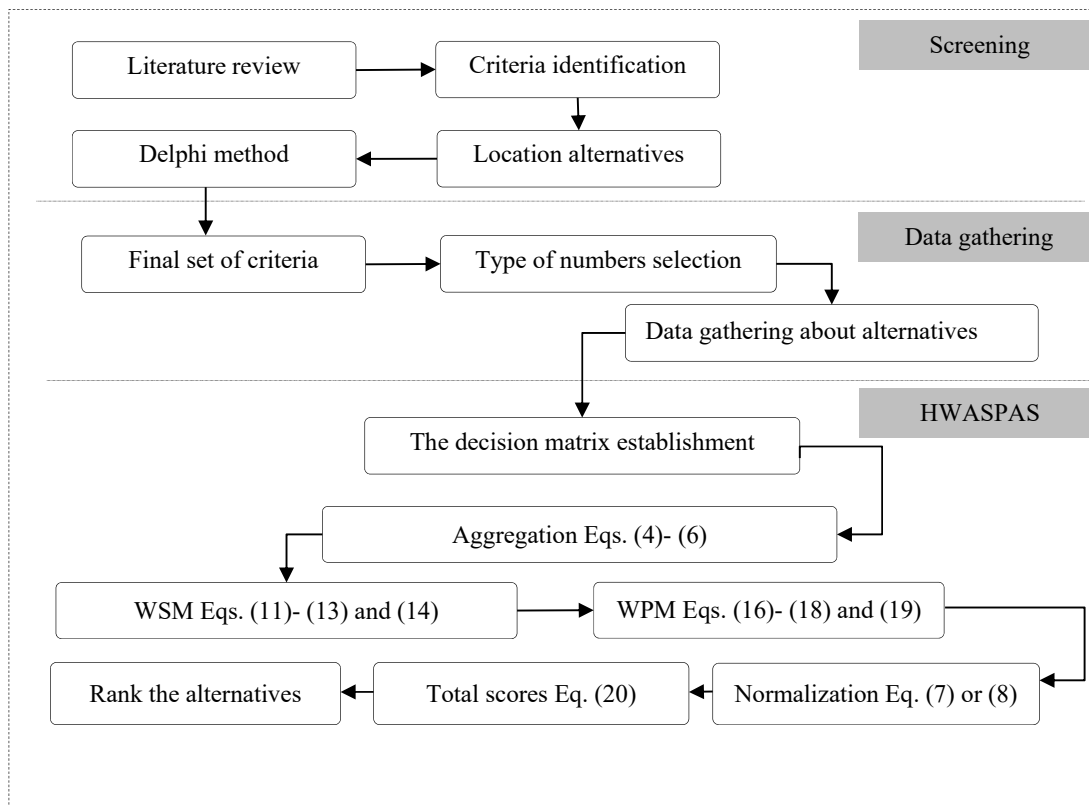 Screening
Literature review
Criteria identification
Delphi method
Location alternatives
Data gathering
Final set of criteria
Type of numbers selection
Data gathering about alternatives
HWASPAS
The decision matrix establishment
Aggregation Eqs. (4)- (6)
WSM Eqs. (11)- (13) and (14)
WPM Eqs. (16)- (18) and (19)
Rank the alternatives
Total scores Eq. (20)
Normalization Eq. (7) or (8)